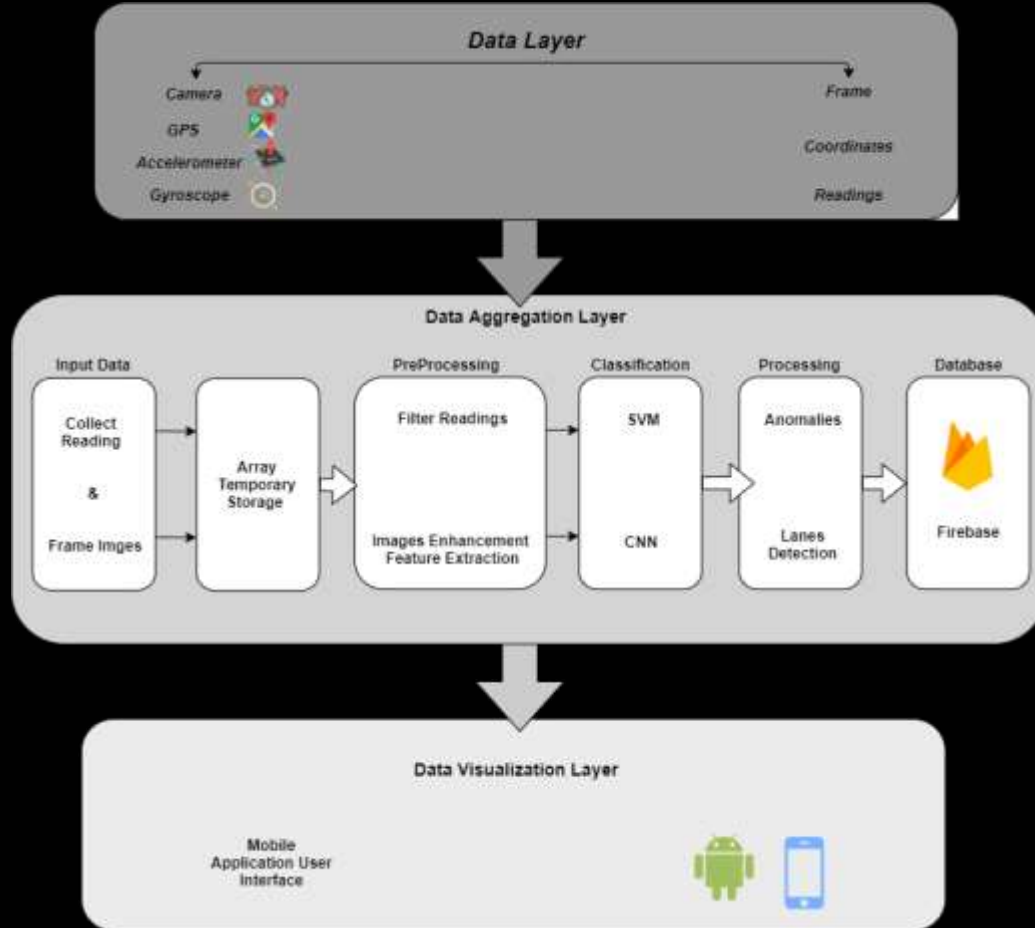 Data Layer
Camera
Frame
GPS
Coordinates
Accelerometer
Gyroscope
Readings
Data Aggregation Layer
Input Data
PreProcessing
Classification
Processing
Database
Collect
Reading
&
Frame Imges
Array
Temporary
Storage
Filter Readings
Images Enhancement
Feature Extraction
SVM
CNN
Anomalies
Lanes
Detection
Firebase
Data Visualization Layer
Mobile
Application User
Interface